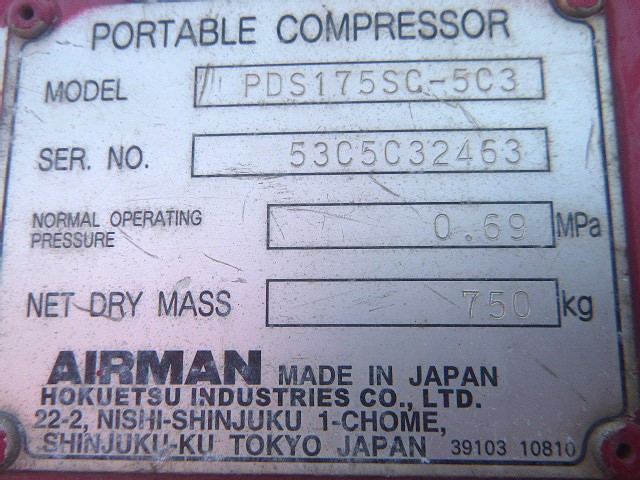 PORTABLE COMPRESSOR
MODEL PDS175SC-5C3
SER. NO. 53C5C32463
NORMAL OPERATING PRESSURE 0.69 MPa
NET DRY MASS 750 kg
AIRMAN MADE IN JAPAN
HOKUETSU INDUSTRIES CO., LTD.
22-2, NISHI-SHINJUKU 1-CHOME,
SHINJUKU-KU TOKYO JAPAN 39103 10810